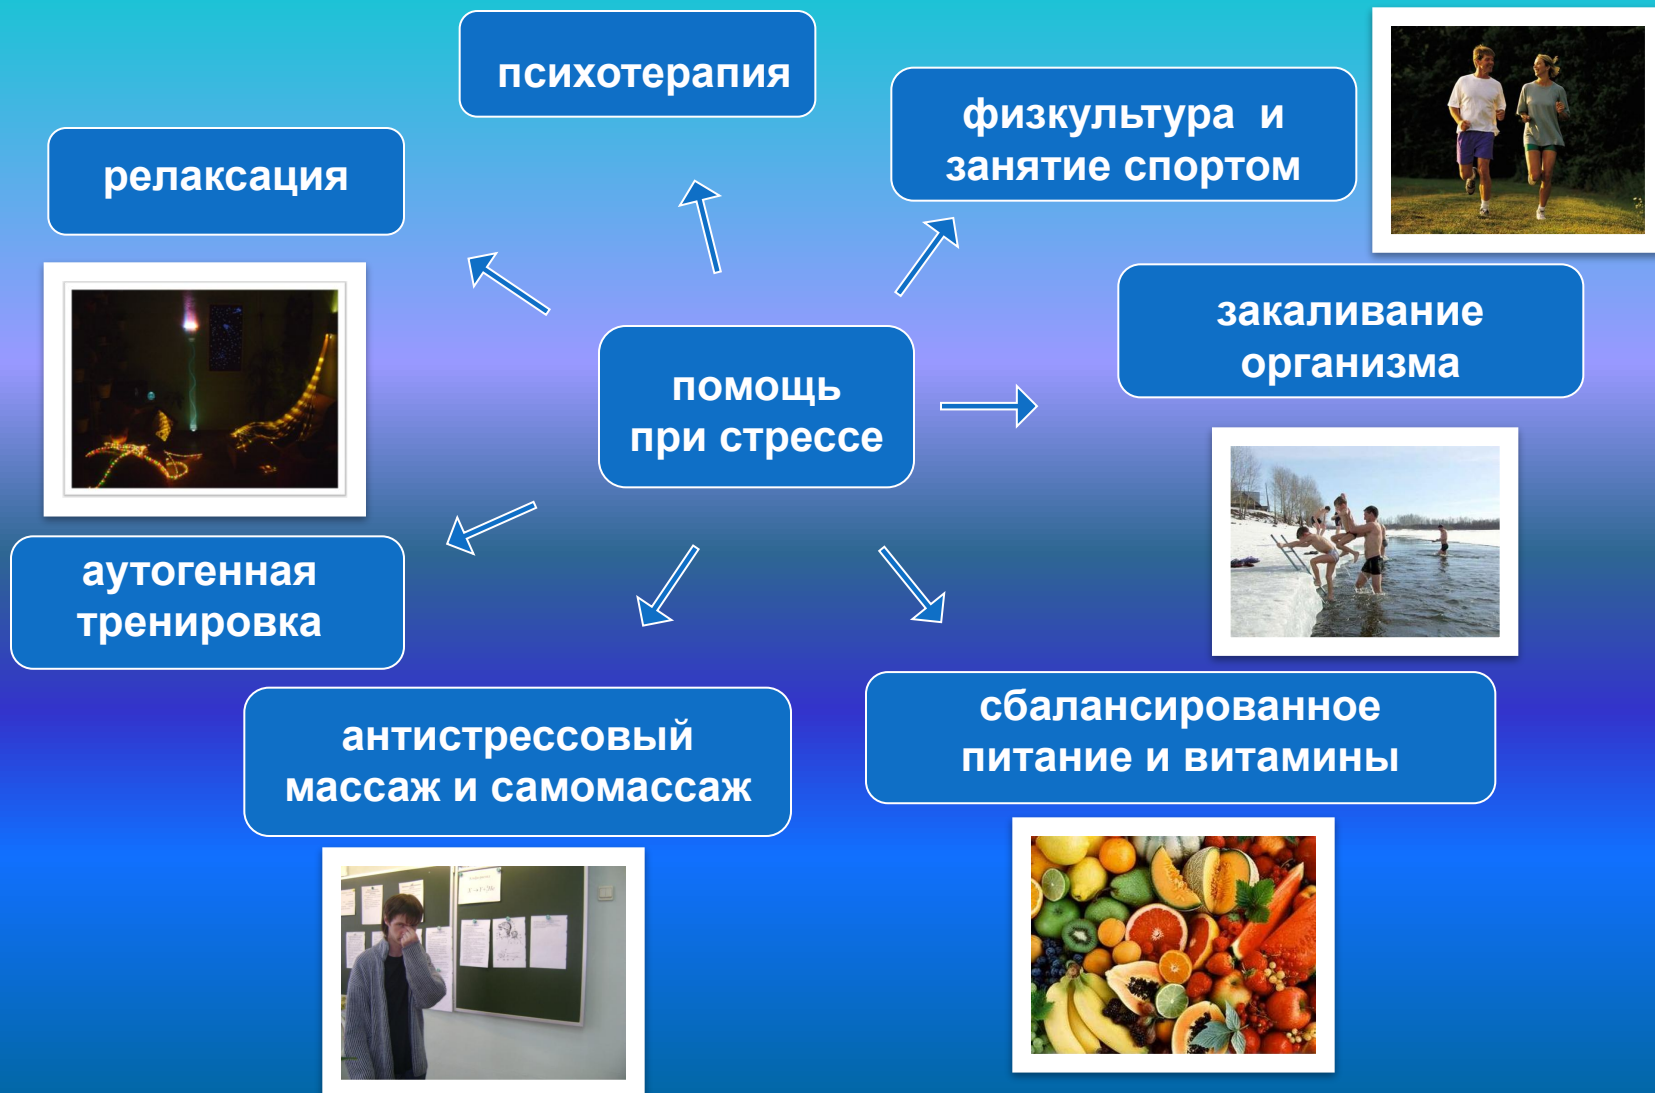 психотерапия
физкультура и
занятие спортом
релаксация
закаливание
организма
помощь
при стрессе
аутогенная
тренировка
антистрессовый
массаж и самомассаж
сбалансированное
питание и витамины